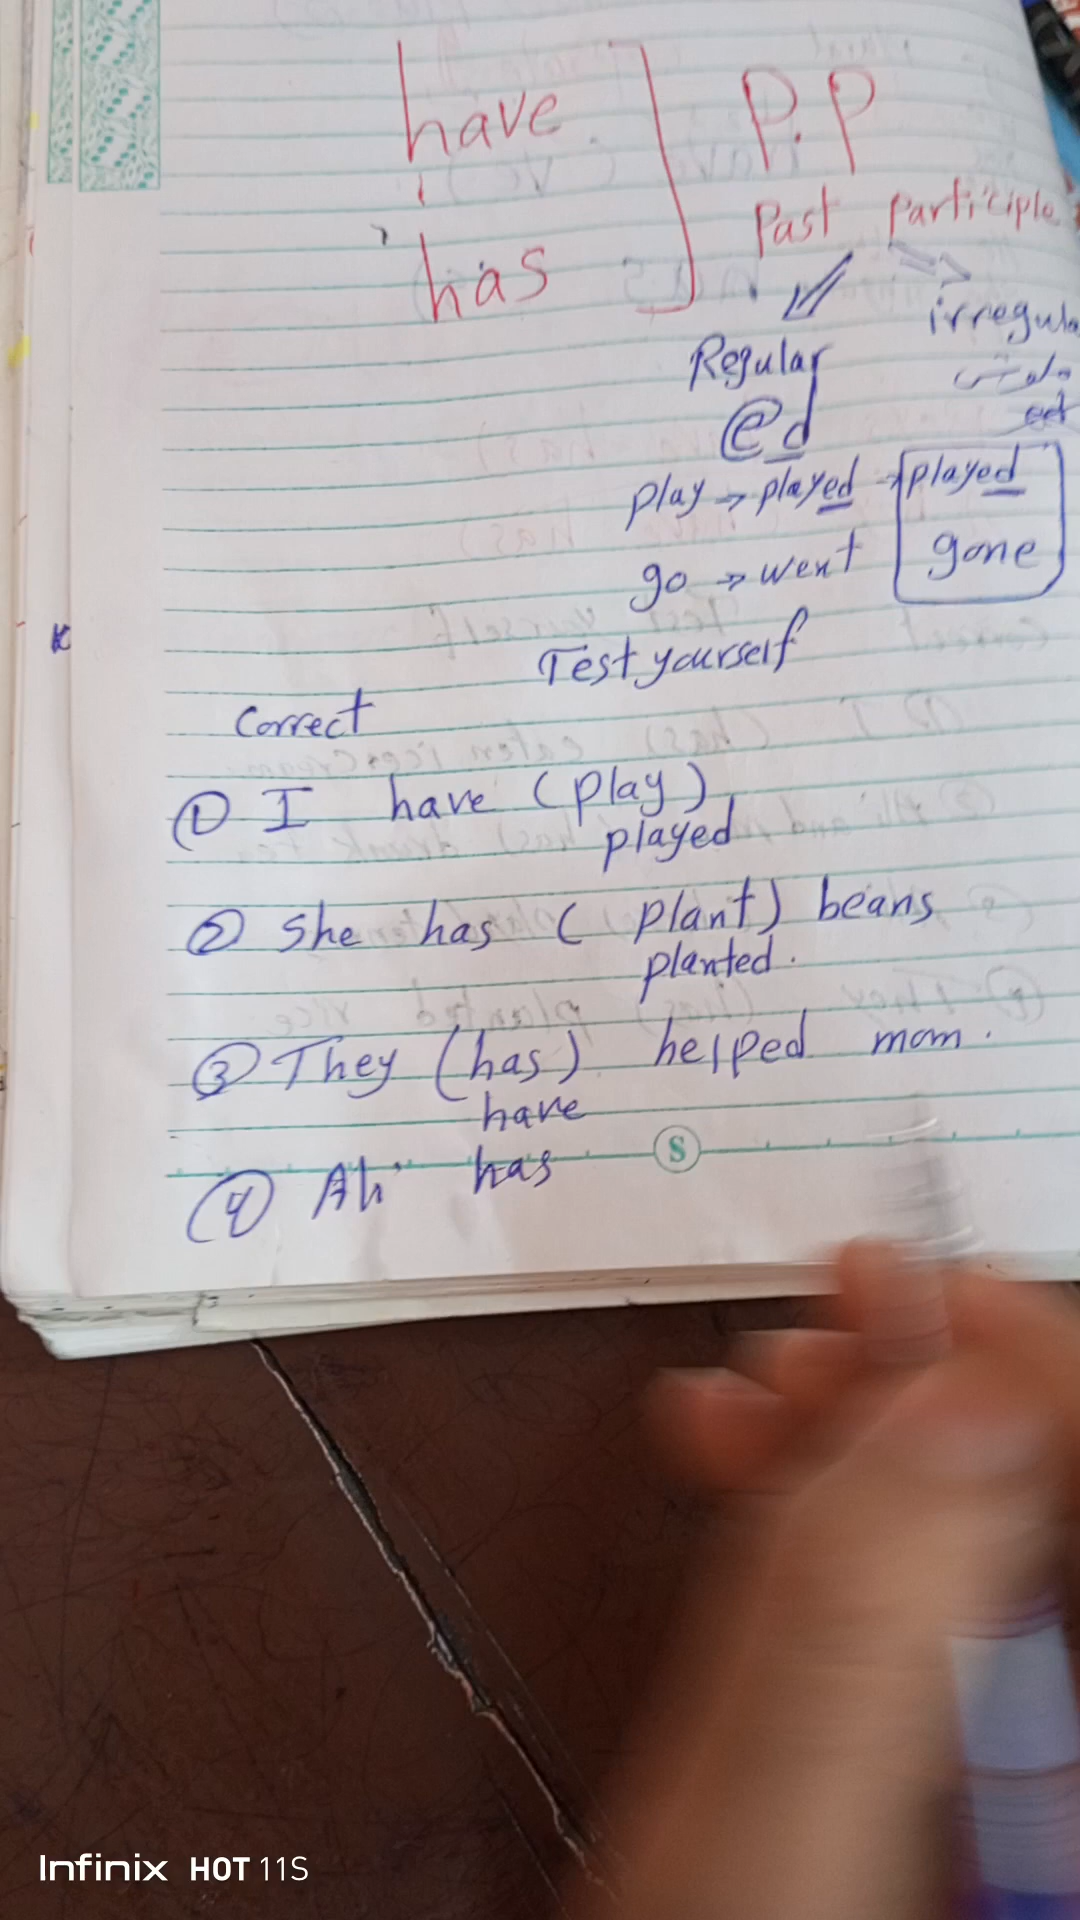 have
has
P.P
Past participle
Regular
irregula
ed
play → played → played
go → went gone
Test yourself
Correct
① I have (play)
played
② She has ( plant) beans
planted.
③ They (has) helped mom.
have
S
④ Ali has
Infinix HOT 11S